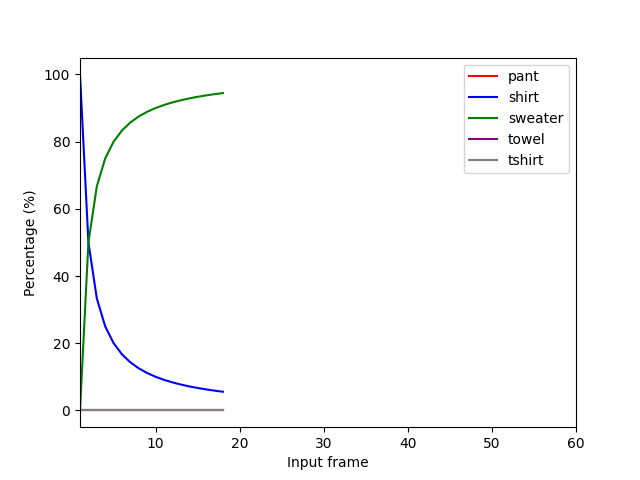 100
80
60
40
20
0
Percentage (%)
10 20 30 40 50 60
Input frame
pant
shirt
sweater
towel
tshirt